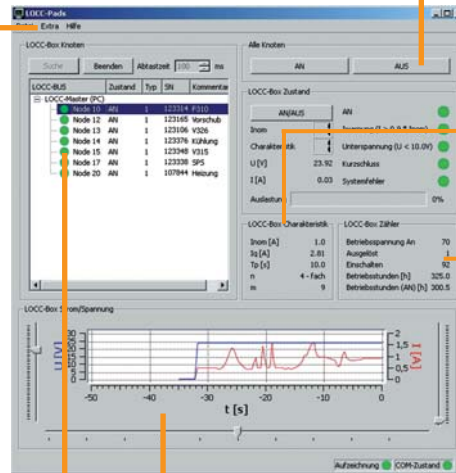 LOCC-Pads
Extra Hilfe
LOCC-Box Knoten
Suche Beenden Abtastzeit 100 ms
LOCC-BUS Zustand Typ SN Kommentar
LOCC-Master (PC)
Node 10 AN 1 123314 F310
Node 12 AN 1 123165 Vorschub
Node 13 AN 1 123106 V326
Node 14 AN 1 123376 Kühlung
Node 15 AN 1 123348 V315
Node 17 AN 1 123338 SPS
Node 20 AN 1 107844 Heizung
Alle Knoten
AN AUS
LOCC-Box Zustand
AN/AUS AN
Inom
Charakteristik Unterspannung (U < 10.0V)
U [V] 23.92 Kurzschluss
I [A] 0.03 Systemfehler
Auslastung 0%
LOCC-Box Charakteristik
Inom [A] 1.0
Iq [A] 2.81
Tp [s] 10.0
n 4 - fach
m 9
LOCC-Box Zähler
Betriebsspannung An 70
Ausgelöst 1
Einschalten 92
Betriebsstunden [h] 325.0
Betriebsstunden (AN) [h] 300.5
LOCC-Box Strom/Spannung
U [V]
2
1,5
1
0,5
0
I [A]
-50 -40 -30 -20 -10 0
t [s]
Aufzeichnung COM-Zustand